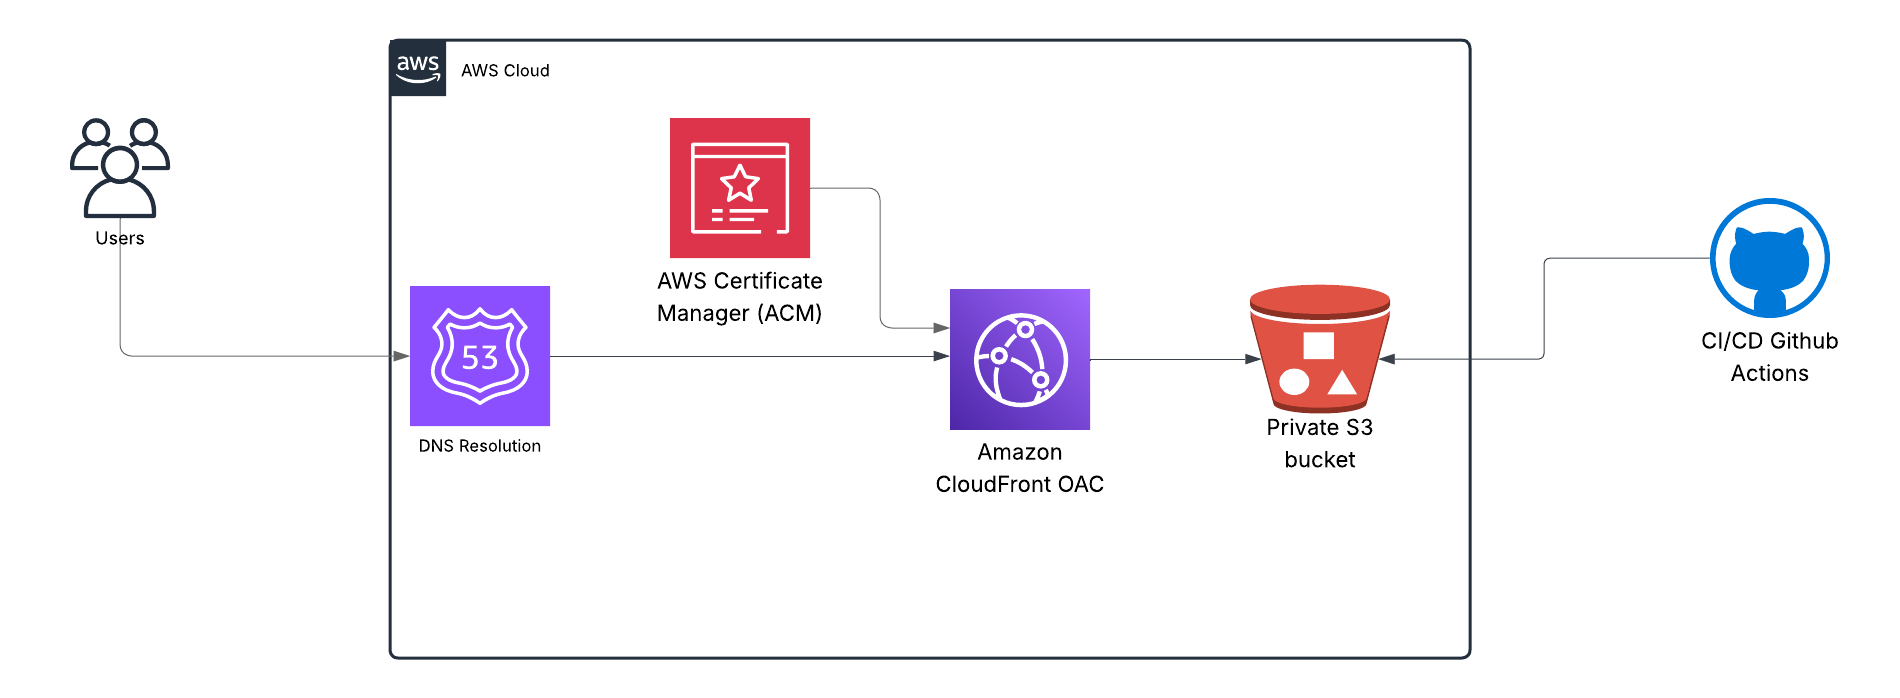 aws
AWS Cloud
Users
AWS Certificate
Manager (ACM)
53
DNS Resolution
Amazon
CloudFront OAC
Private S3
bucket
CI/CD Github
Actions